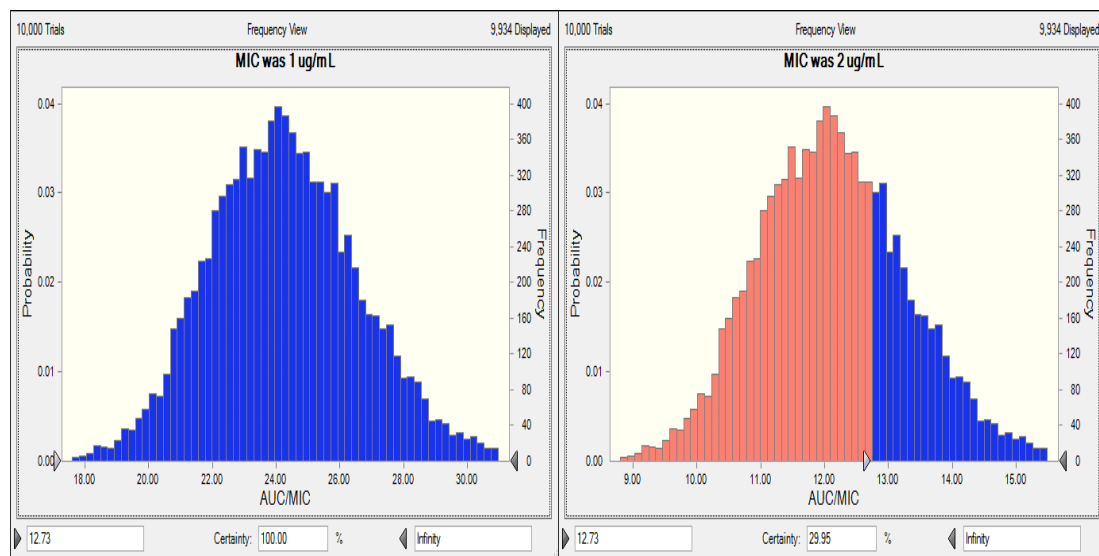 10,000 Trials Frequency View 9,934 Displayed
MIC was 1 ug/mL
0.04
0.03
0.02
0.01
0.00
Probability
400
360
320
280
240
200
160
120
80
40
0
Frequency
18.00 20.00 22.00 24.00 26.00 28.00 30.00
AUC/MIC
12.73 Certainty: 100.00 % Infinity
10,000 Trials Frequency View 9,934 Displayed
MIC was 2 ug/mL
0.04
0.03
0.02
0.01
0.00
Probability
400
360
320
280
240
200
160
120
80
40
0
Frequency
9.00 10.00 11.00 12.00 13.00 14.00 15.00
AUC/MIC
12.73 Certainty: 29.95 % Infinity